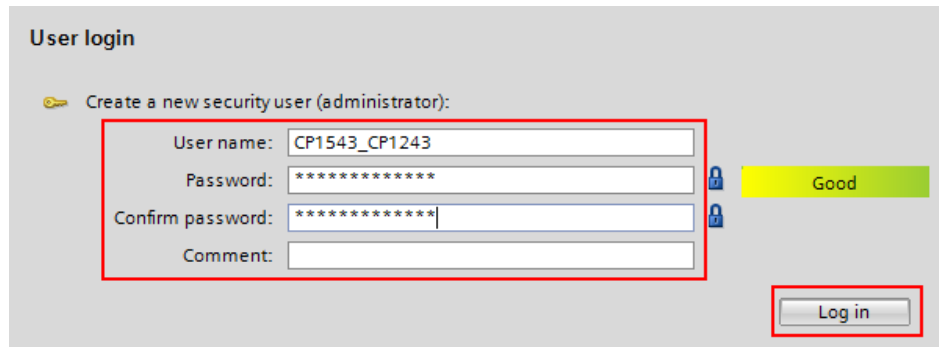 User login
Create a new security user (administrator):
User name: CP1543_CP1243
Password: *************
Good
Confirm password: *************
Comment:
Log in